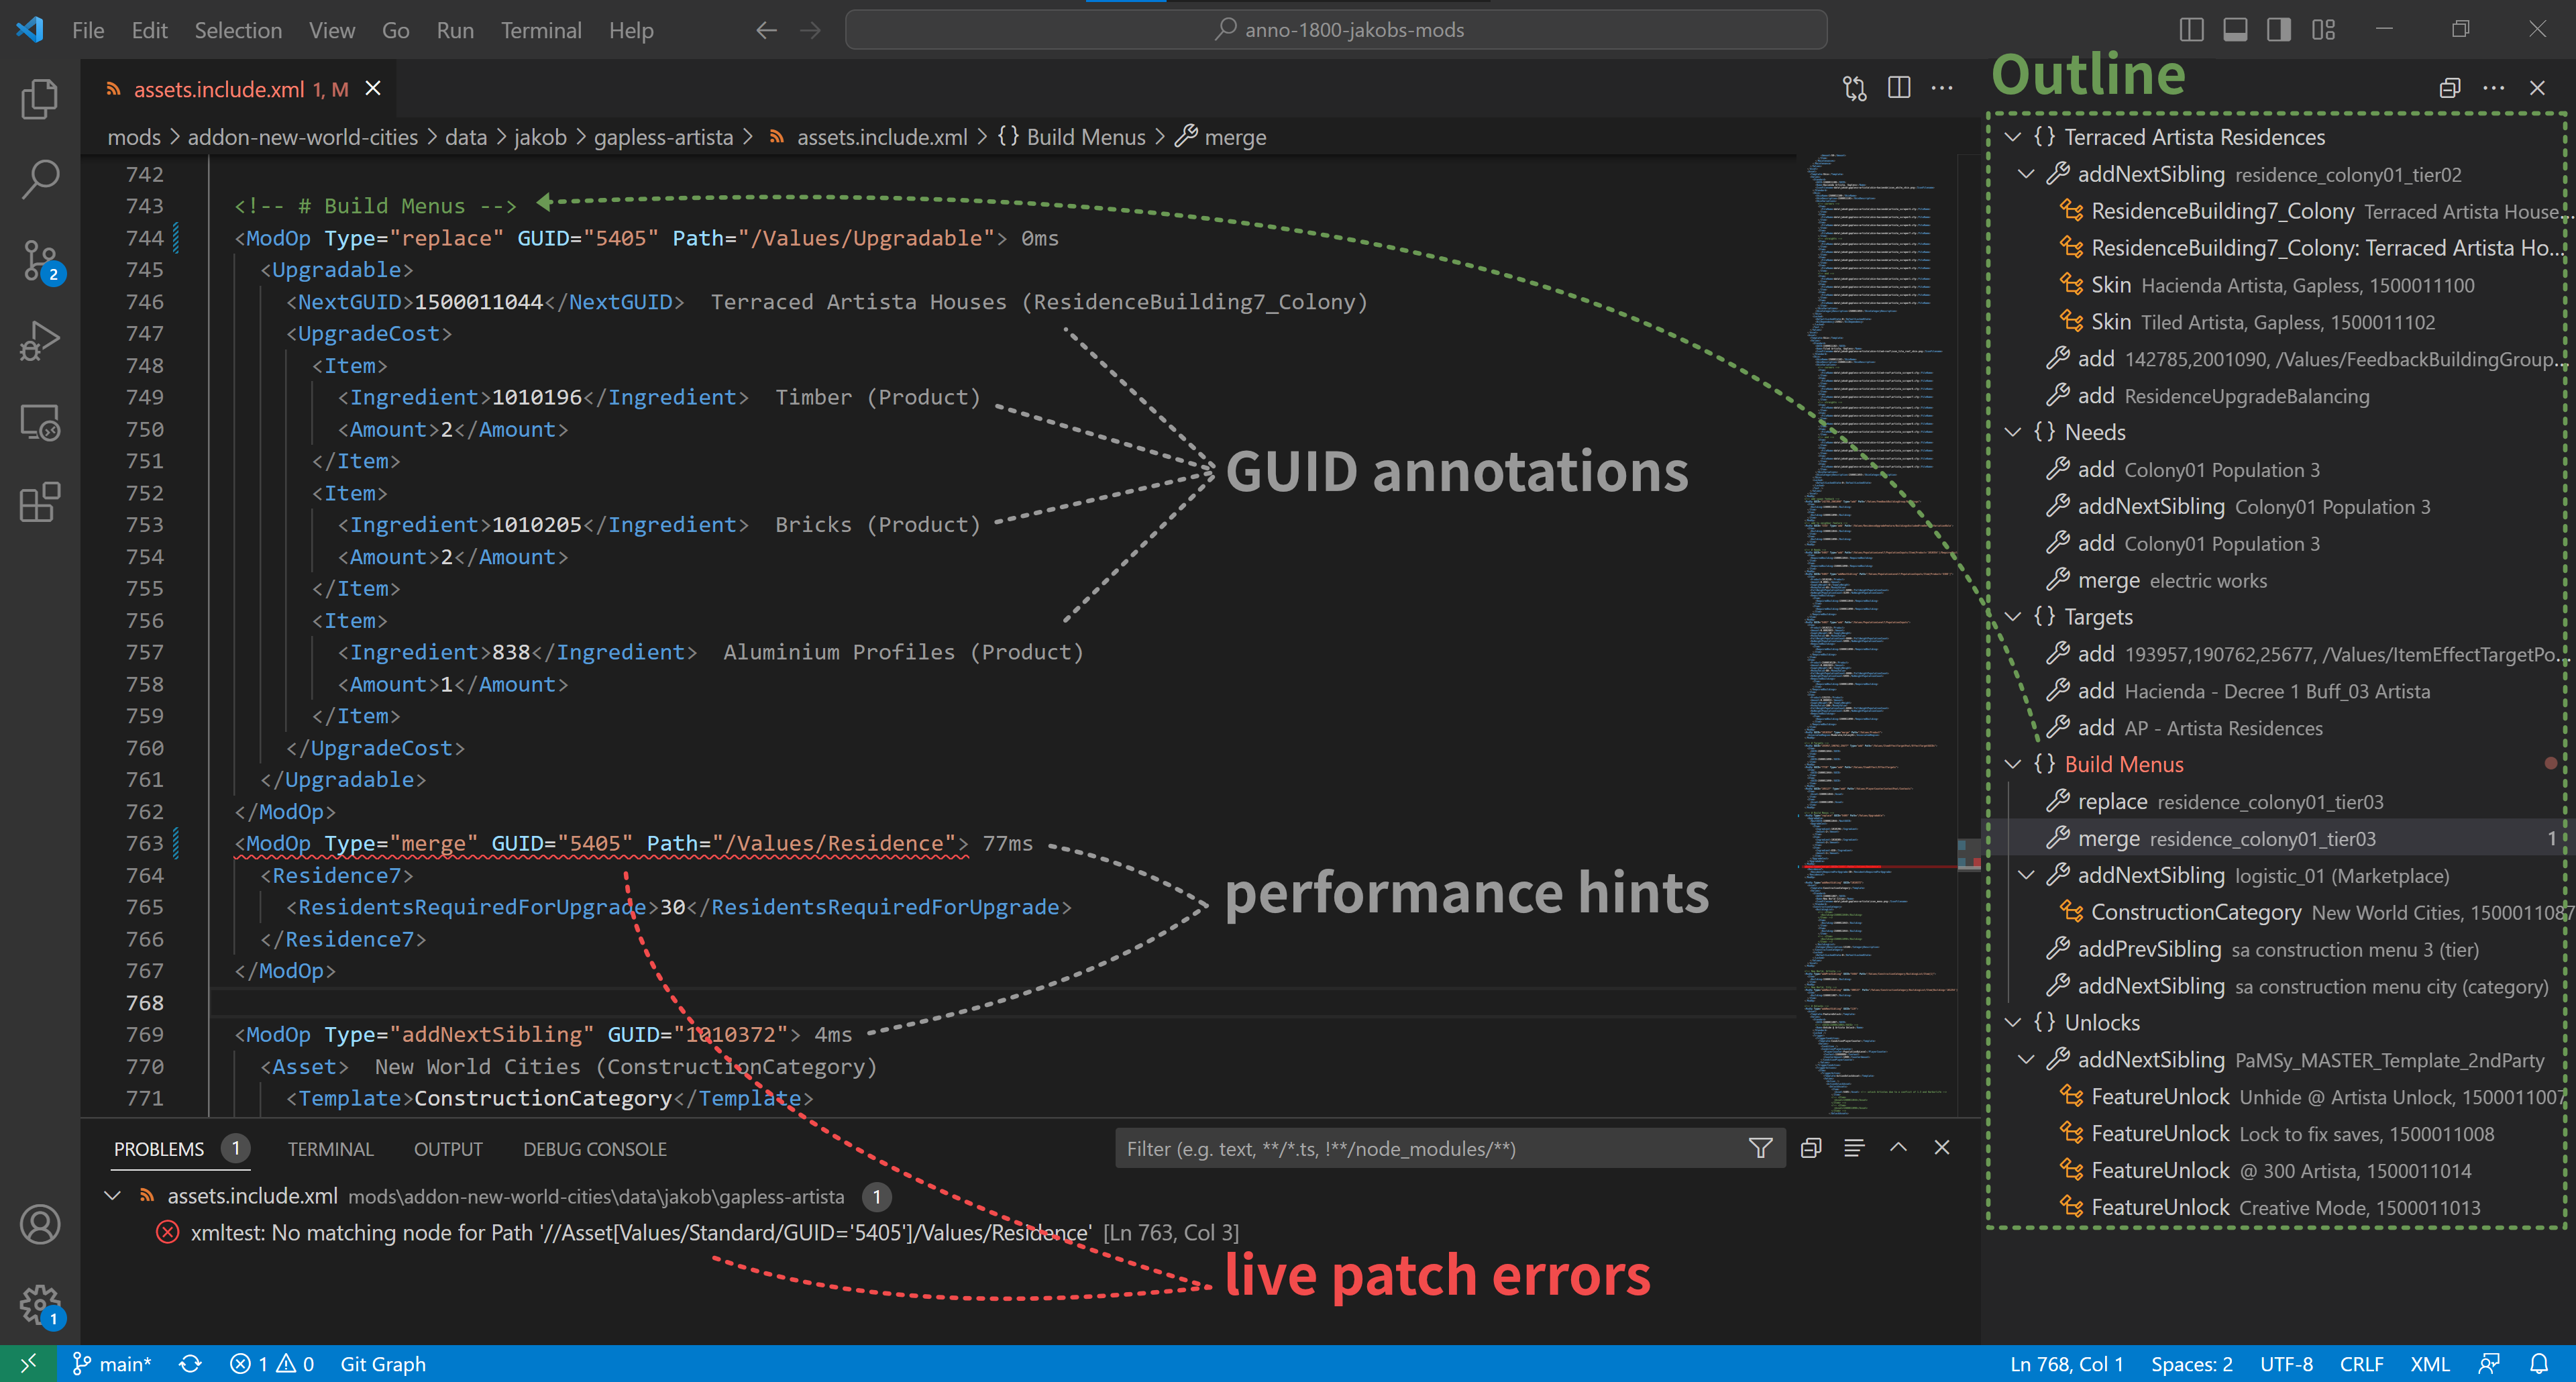 File Edit Selection View Go Run Terminal Help
anno-1800-jakobs-mods
assets.include.xml 1, M
mods > addon-new-world-cities > data > jakob > gapless-artista > assets.include.xml > {} Build Menus > merge
742
743 <!-- # Build Menus -->
744 <ModOp Type="replace" GUID="5405" Path="/Values/Upgradable"> 0ms
745 <Upgradable>
746 <NextGUID>1500011044</NextGUID> Terraced Artista Houses (ResidenceBuilding7_Colony)
747 <UpgradeCost>
748 <Item>
749 <Ingredient>1010196</Ingredient> Timber (Product)
750 <Amount>2</Amount>
751 </Item>
752 <Item>
753 <Ingredient>1010205</Ingredient> Bricks (Product)
754 <Amount>2</Amount>
755 </Item>
756 <Item>
757 <Ingredient>838</Ingredient> Aluminium Profiles (Product)
758 <Amount>1</Amount>
759 </Item>
760 </UpgradeCost>
761 </Upgradable>
762 </ModOp>
763 <ModOp Type="merge" GUID="5405" Path="/Values/Residence"> 77ms
764 <Residence7>
765 <ResidentsRequiredForUpgrade>30</ResidentsRequiredForUpgrade>
766 </Residence7>
767 </ModOp>
768
769 <ModOp Type="addNextSibling" GUID="1010372"> 4ms
770 <Asset> New World Cities (ConstructionCategory)
771 <Template>ConstructionCategory</Template>
GUID annotations
performance hints
live patch errors
Outline
{} Terraced Artista Residences
addNextSibling residence_colony01_tier02
ResidenceBuilding7_Colony Terraced Artista House...
ResidenceBuilding7_Colony: Terraced Artista Ho...
Skin Hacienda Artista, Gapless, 1500011100
Skin Tiled Artista, Gapless, 1500011102
add 142785,2001090, /Values/FeedbackBuildingGroup...
add ResidenceUpgradeBalancing
{} Needs
add Colony01 Population 3
addNextSibling Colony01 Population 3
add Colony01 Population 3
merge electric works
{} Targets
add 193957,190762,25677, /Values/ItemEffectTargetPo...
add Hacienda - Decree 1 Buff_03 Artista
add AP - Artista Residences
{} Build Menus
replace residence_colony01_tier03
merge residence_colony01_tier03 1
addNextSibling logistic_01 (Marketplace)
ConstructionCategory New World Cities, 1500011087
addPrevSibling sa construction menu 3 (tier)
addNextSibling sa construction menu city (category)
{} Unlocks
addNextSibling PaMSy_MASTER_Template_2ndParty
FeatureUnlock Unhide @ Artista Unlock, 1500011007
FeatureUnlock Lock to fix saves, 1500011008
FeatureUnlock @ 300 Artista, 1500011014
FeatureUnlock Creative Mode, 1500011013
PROBLEMS 1 TERMINAL OUTPUT DEBUG CONSOLE
Filter (e.g. text, **/*.ts, !**/node_modules/**)
assets.include.xml mods\addon-new-world-cities\data\jakob\gapless-artista 1
xmltest: No matching node for Path '//Asset[Values/Standard/GUID='5405']/Values/Residence' [Ln 763, Col 3]
2
1
main* 1 0 Git Graph
Ln 768, Col 1 Spaces: 2 UTF-8 CRLF XML